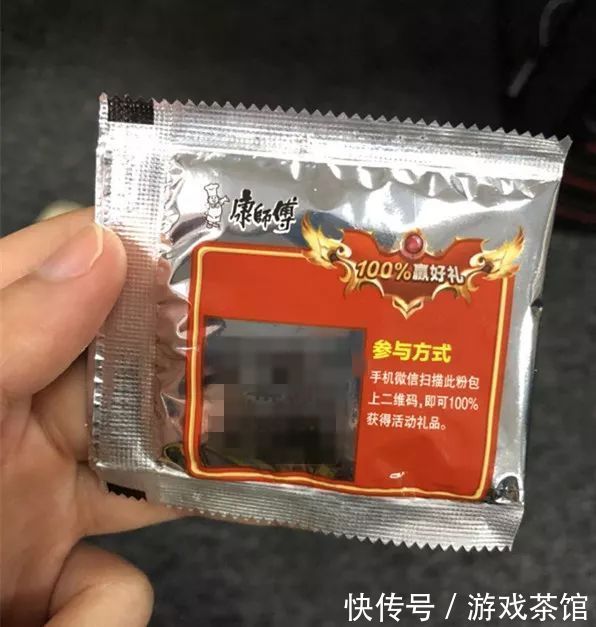 康師傅
100%赢好礼
参与方式
手机微信扫描此粉包
上二维码,即可100%
获得活动礼品。
快传号 / 游戏茶馆